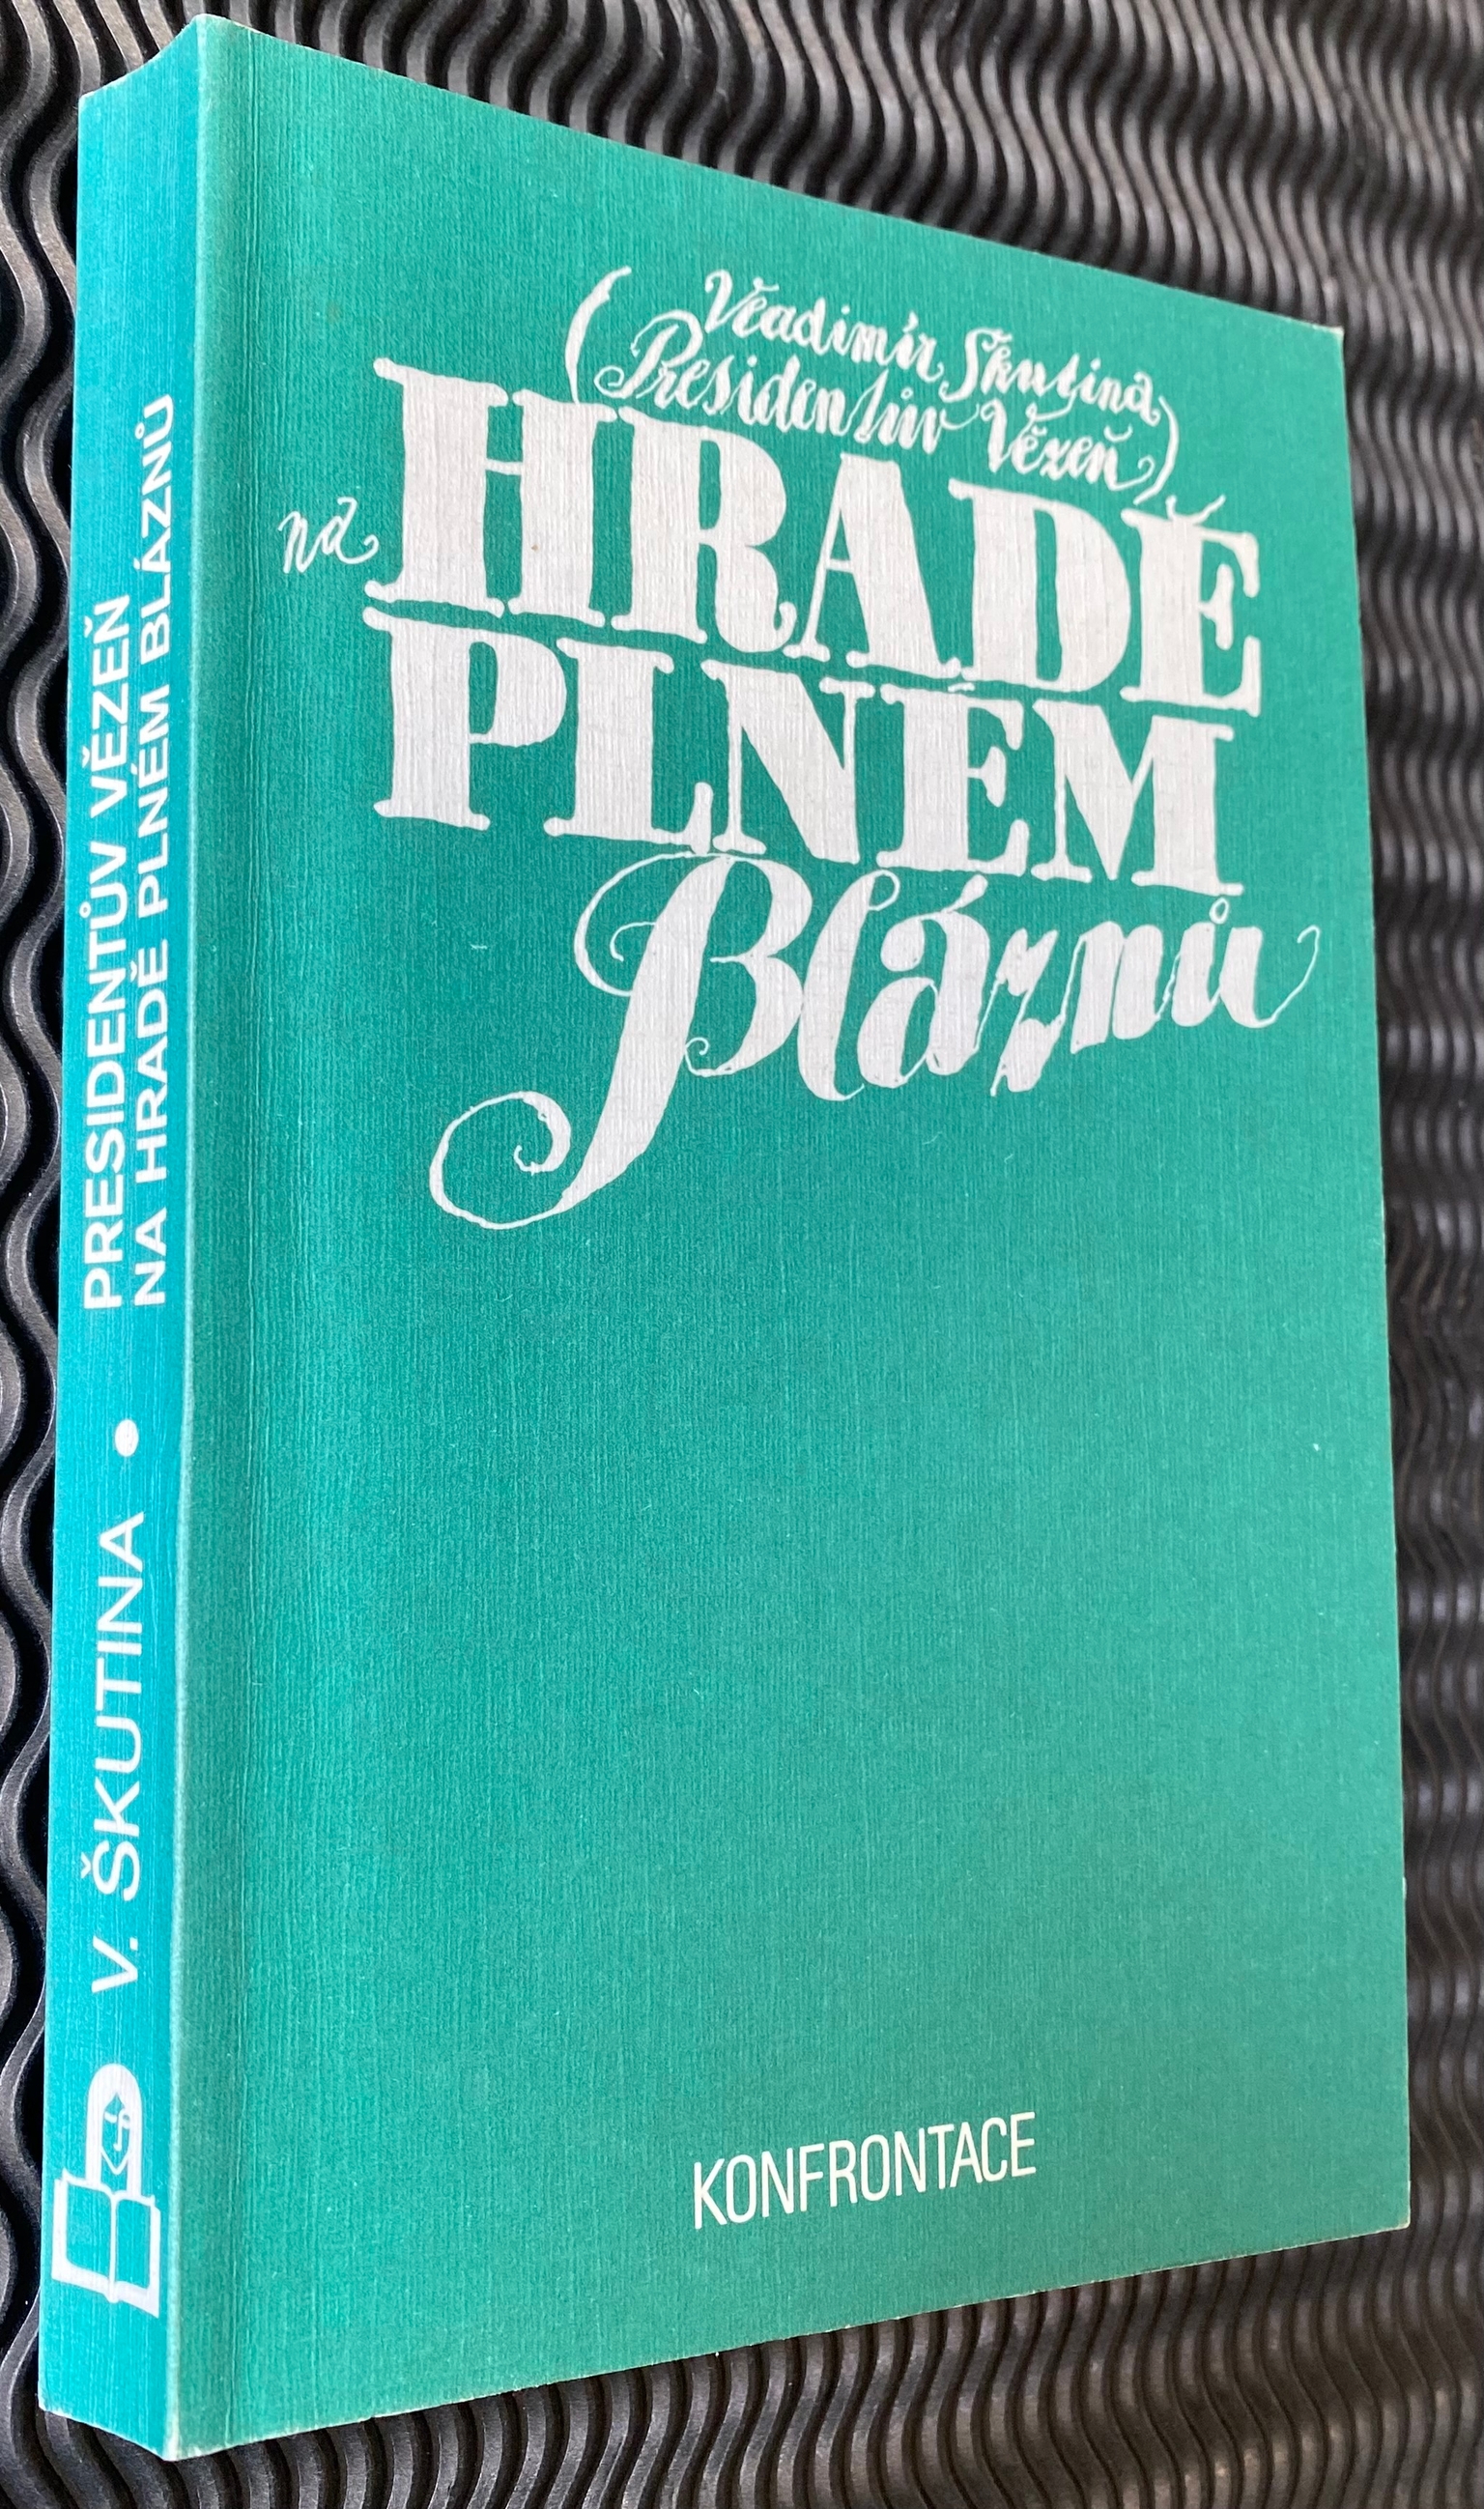 (Vladimír Škutina
Presidentův Vězeň)
na HRADĚ
PLNÉM
Bláznů
KONFRONTACE
V. ŠKUTINA • PRESIDENTŮV VĚZEŇ
NA HRADĚ PLNÉM BLÁZNŮ